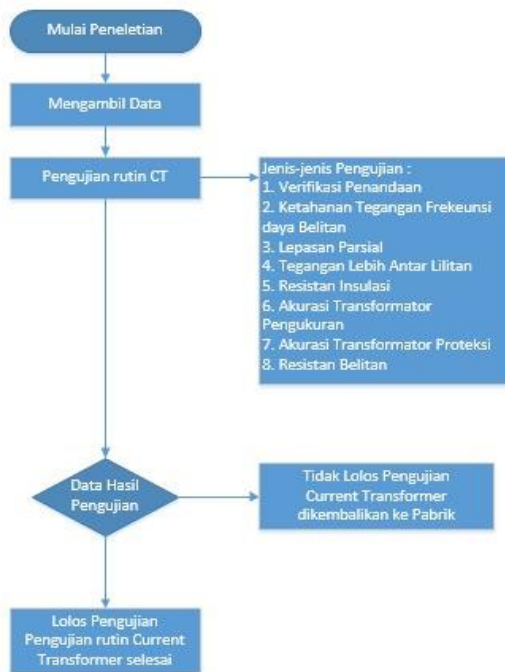 Mulai Peneletian
Mengambil Data
Pengujian rutin CT
Jenis-jenis Pengujian :
1. Verifikasi Penandaan
2. Ketahanan Tegangan Frekeunsi
daya Belitan
3. Lepasan Parsial
4. Tegangan Lebih Antar Lilitan
5. Resistan Insulasi
6. Akurasi Transformator
Pengukuran
7. Akurasi Transformator Proteksi
8. Resistan Belitan
Data Hasil
Pengujian
Tidak Lolos Pengujian
Current Transformer
dikembalikan ke Pabrik
Lolos Pengujian
Pengujian rutin Current
Transformer selesai